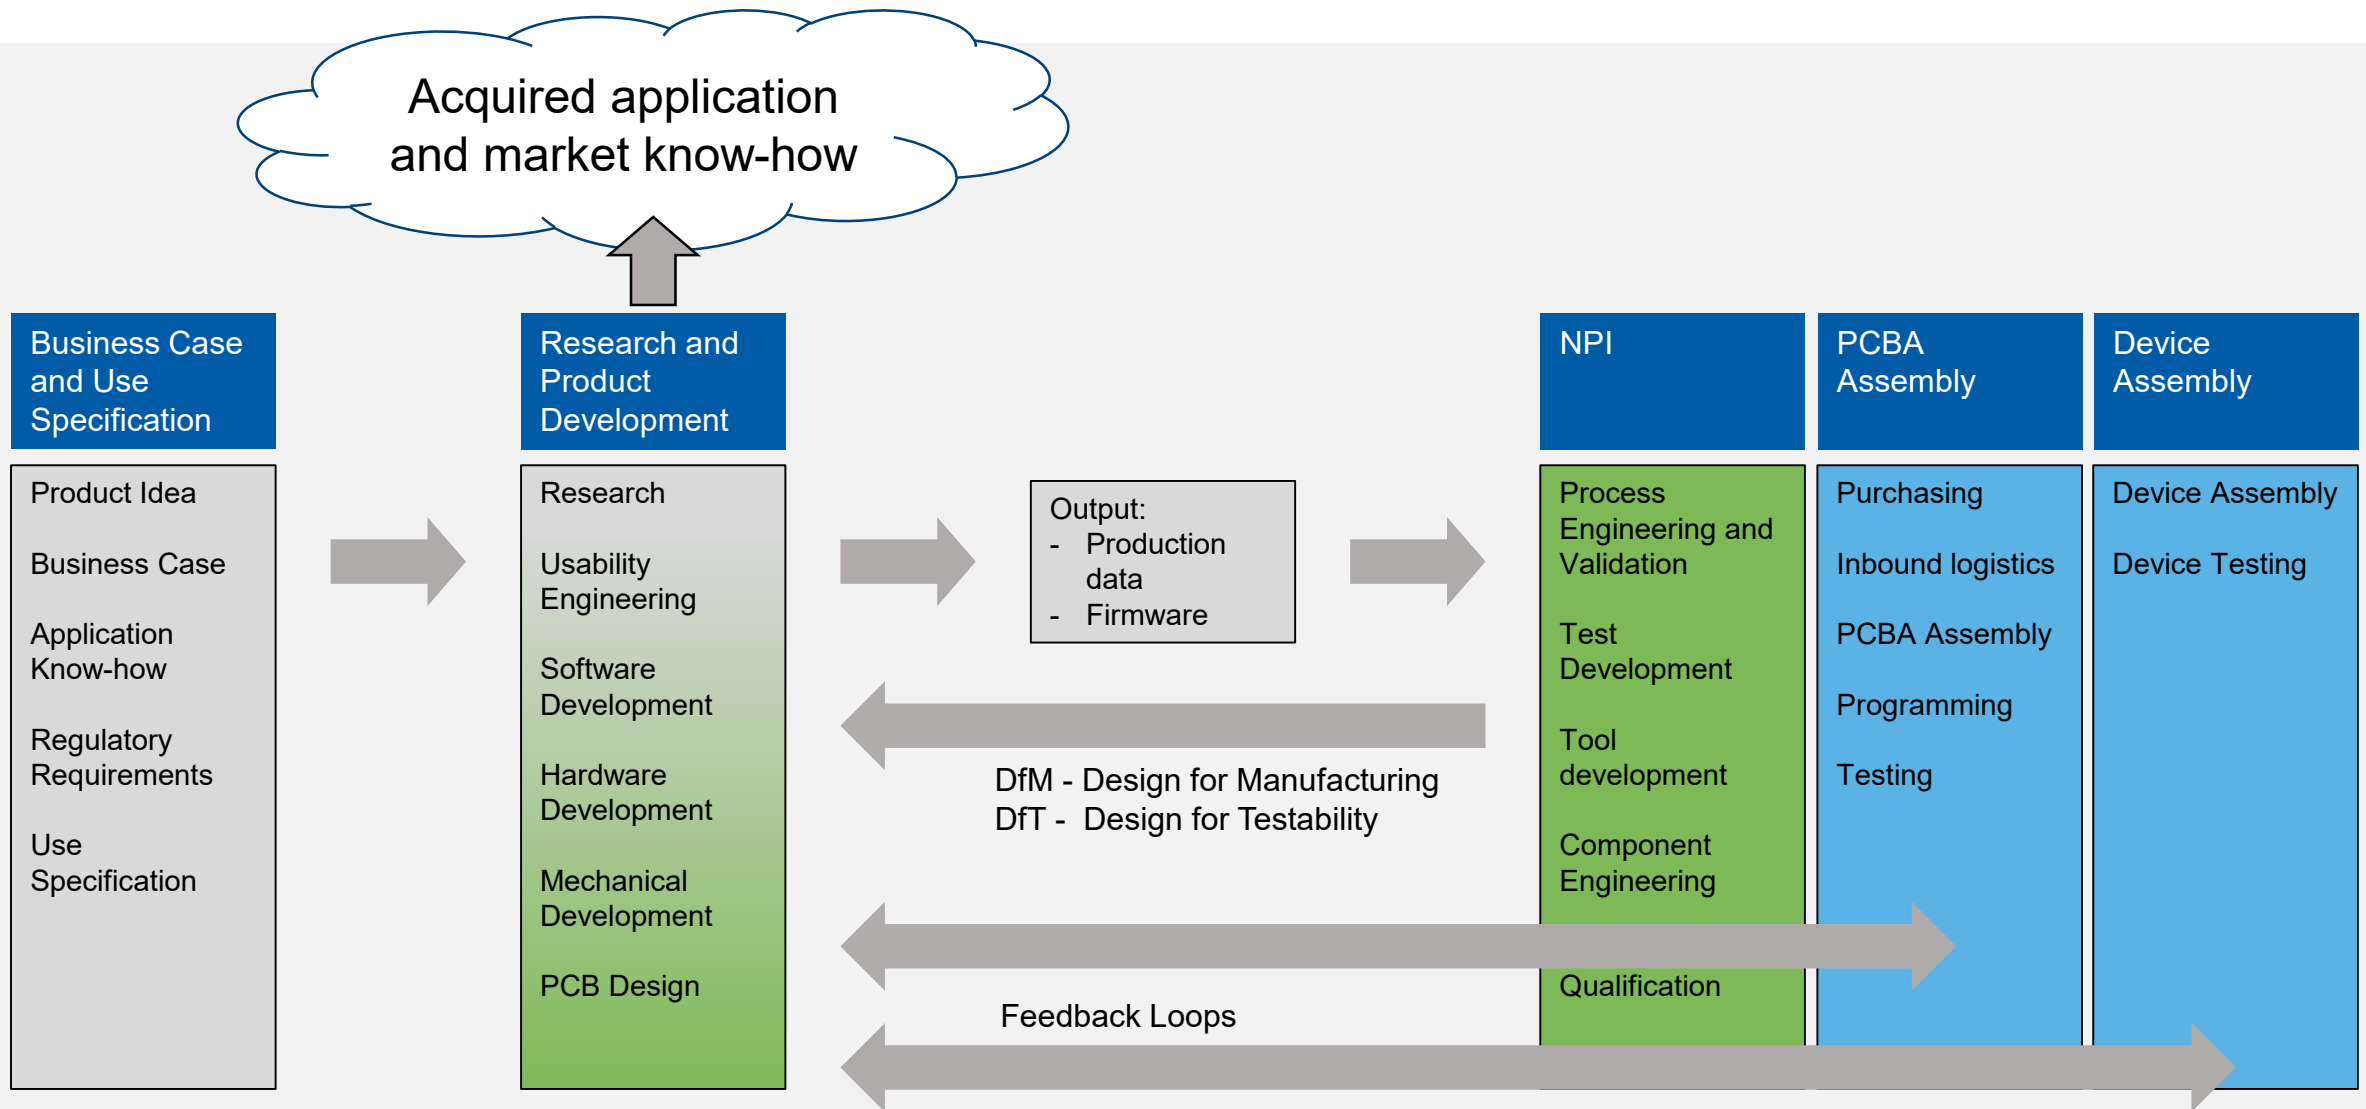 Acquired application
and market know-how
Business Case
and Use
Specification
Research and
Product
Development
NPI
PCBA
Assembly
Device
Assembly
Product Idea
Business Case
Application
Know-how
Regulatory
Requirements
Use
Specification
Research
Usability
Engineering
Software
Development
Hardware
Development
Mechanical
Development
PCB Design
Output:
- Production
data
- Firmware
DfM - Design for Manufacturing
DfT - Design for Testability
Feedback Loops
Process
Engineering and
Validation
Test
Development
Tool
development
Component
Engineering
Qualification
Purchasing
Inbound logistics
PCBA Assembly
Programming
Testing
Device Assembly
Device Testing